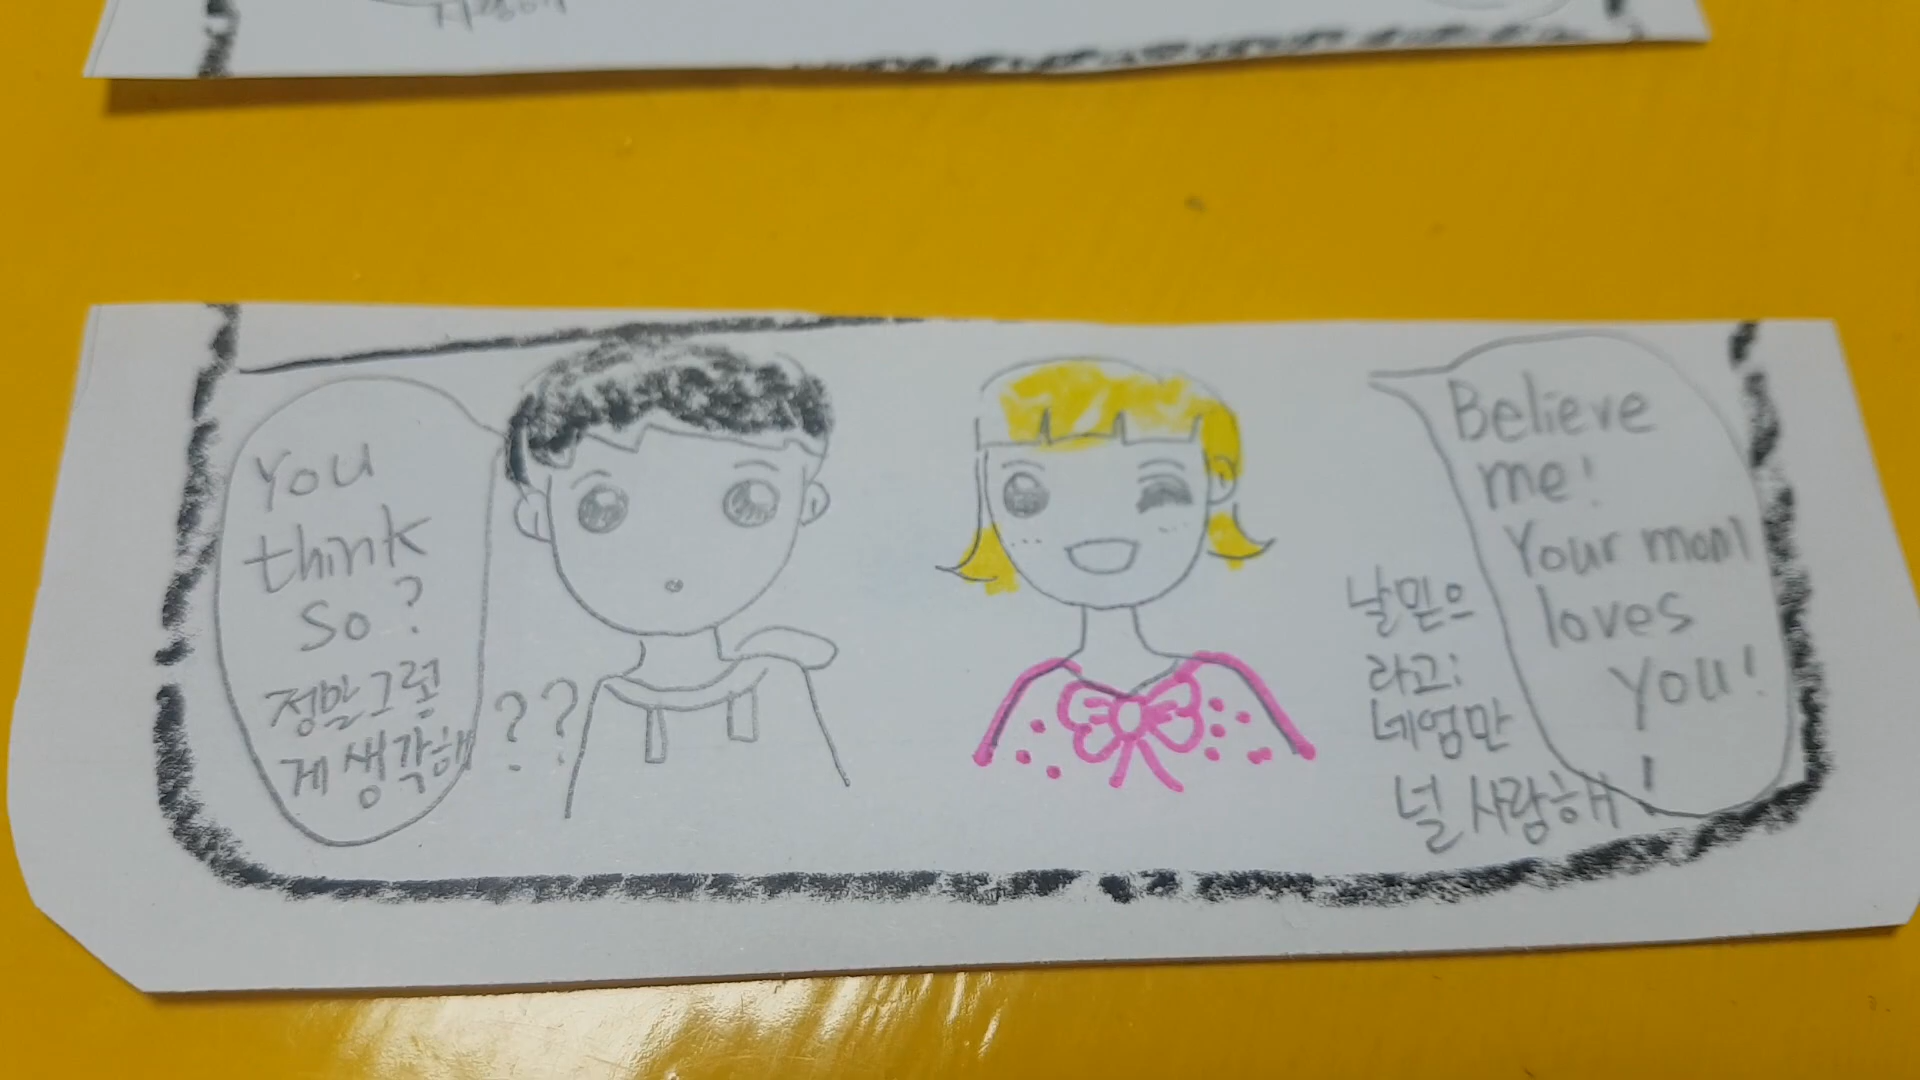 You
think
so?
정말그런
게 생각해??
Believe
me!
Your mom
loves
you!
날믿으
라고!
네엄만
널 사랑해!